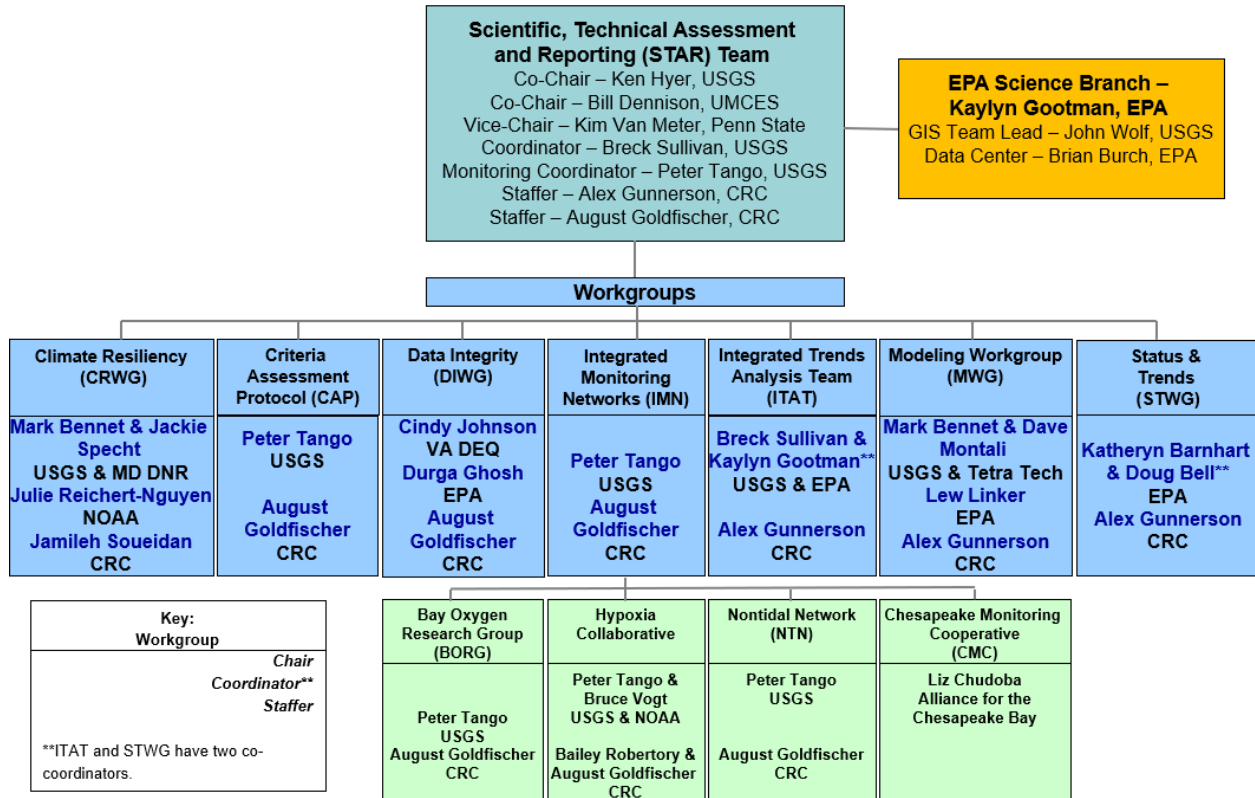 Scientific, Technical Assessment
and Reporting (STAR) Team
Co-Chair – Ken Hyer, USGS
Co-Chair – Bill Dennison, UMCES
Vice-Chair – Kim Van Meter, Penn State
Coordinator – Breck Sullivan, USGS
Monitoring Coordinator – Peter Tango, USGS
Staffer – Alex Gunnerson, CRC
Staffer – August Goldfischer, CRC
EPA Science Branch –
Kaylyn Gootman, EPA
GIS Team Lead – John Wolf, USGS
Data Center – Brian Burch, EPA
Workgroups
Climate Resiliency
(CRWG)
Mark Bennet & Jackie
Specht
USGS & MD DNR
Julie Reichert-Nguyen
NOAA
Jamileh Soueidan
CRC
Criteria
Assessment
Protocol (CAP)
Peter Tango
USGS
August
Goldfischer
CRC
Data Integrity
(DIWG)
Cindy Johnson
VA DEQ
Durga Ghosh
EPA
August
Goldfischer
CRC
Integrated
Monitoring
Networks (IMN)
Peter Tango
USGS
August
Goldfischer
CRC
Integrated Trends
Analysis Team
(ITAT)
Breck Sullivan &
Kaylyn Gootman**
USGS & EPA
Alex Gunnerson
CRC
Modeling Workgroup
(MWG)
Mark Bennet & Dave
Montali
USGS & Tetra Tech
Lew Linker
EPA
Alex Gunnerson
CRC
Status &
Trends
(STWG)
Katheryn Barnhart
& Doug Bell**
EPA
Alex Gunnerson
CRC
Key:
Workgroup
Chair
Coordinator**
Staffer
**ITAT and STWG have two co-
coordinators.
Bay Oxygen
Research Group
(BORG)
Peter Tango
USGS
August Goldfischer
CRC
Hypoxia
Collaborative
Peter Tango &
Bruce Vogt
USGS & NOAA
Bailey Robertory &
August Goldfischer
CRC
Nontidal Network
(NTN)
Peter Tango
USGS
August Goldfischer
CRC
Chesapeake Monitoring
Cooperative
(CMC)
Liz Chudoba
Alliance for the
Chesapeake Bay